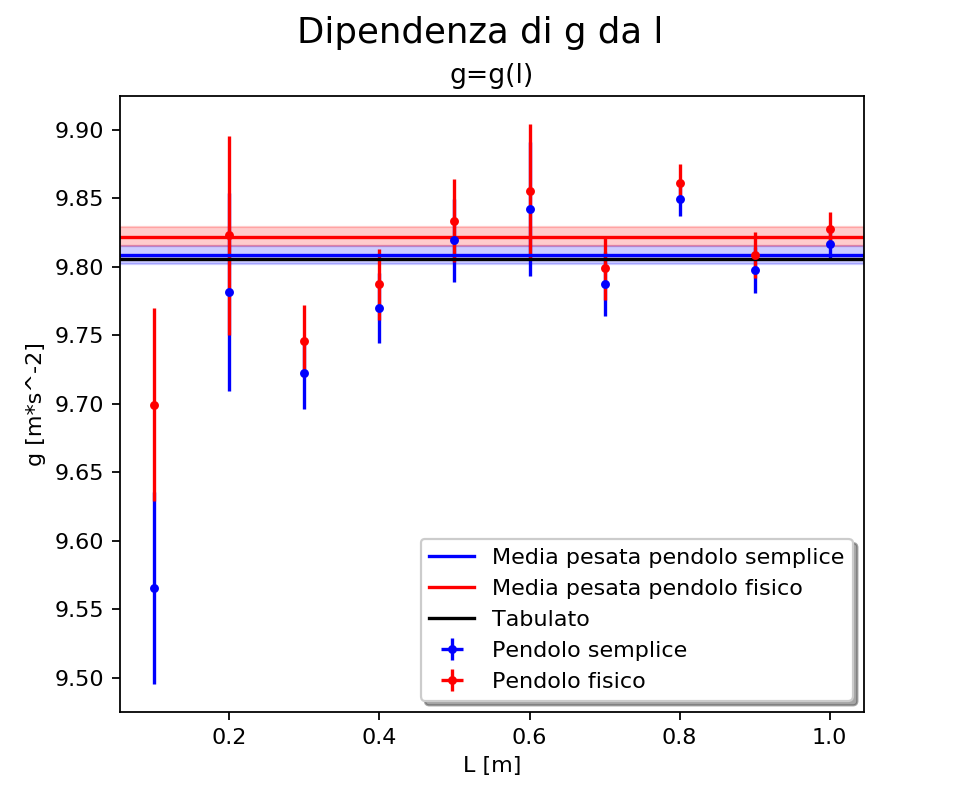 Dipendenza di g da l
g=g(l)
9.90
9.85
9.80
9.75
9.70
9.65
9.60
9.55
9.50
g [m*s^-2]
Media pesata pendolo semplice
Media pesata pendolo fisico
Tabulato
Pendolo semplice
Pendolo fisico
0.2 0.4 0.6 0.8 1.0
L [m]